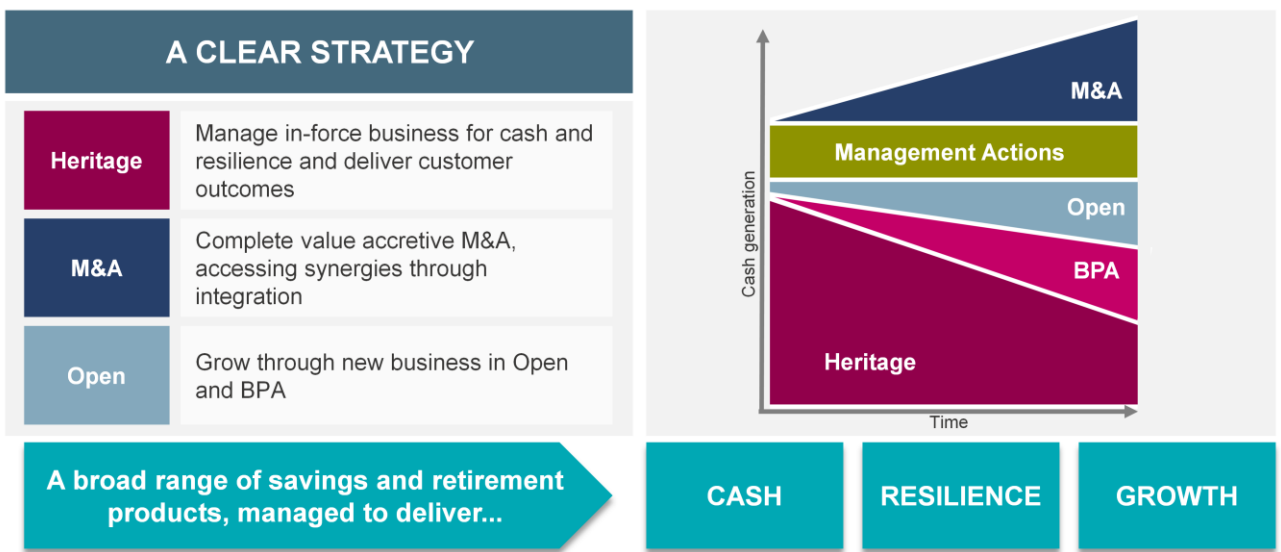 A CLEAR STRATEGY
Heritage
Manage in-force business for cash and
resilience and deliver customer
outcomes
M&A
Complete value accretive M&A,
accessing synergies through
integration
Open
Grow through new business in Open
and BPA
Cash generation
M&A
Management Actions
Open
BPA
Heritage
Time
A broad range of savings and retirement
products, managed to deliver...
CASH
RESILIENCE
GROWTH